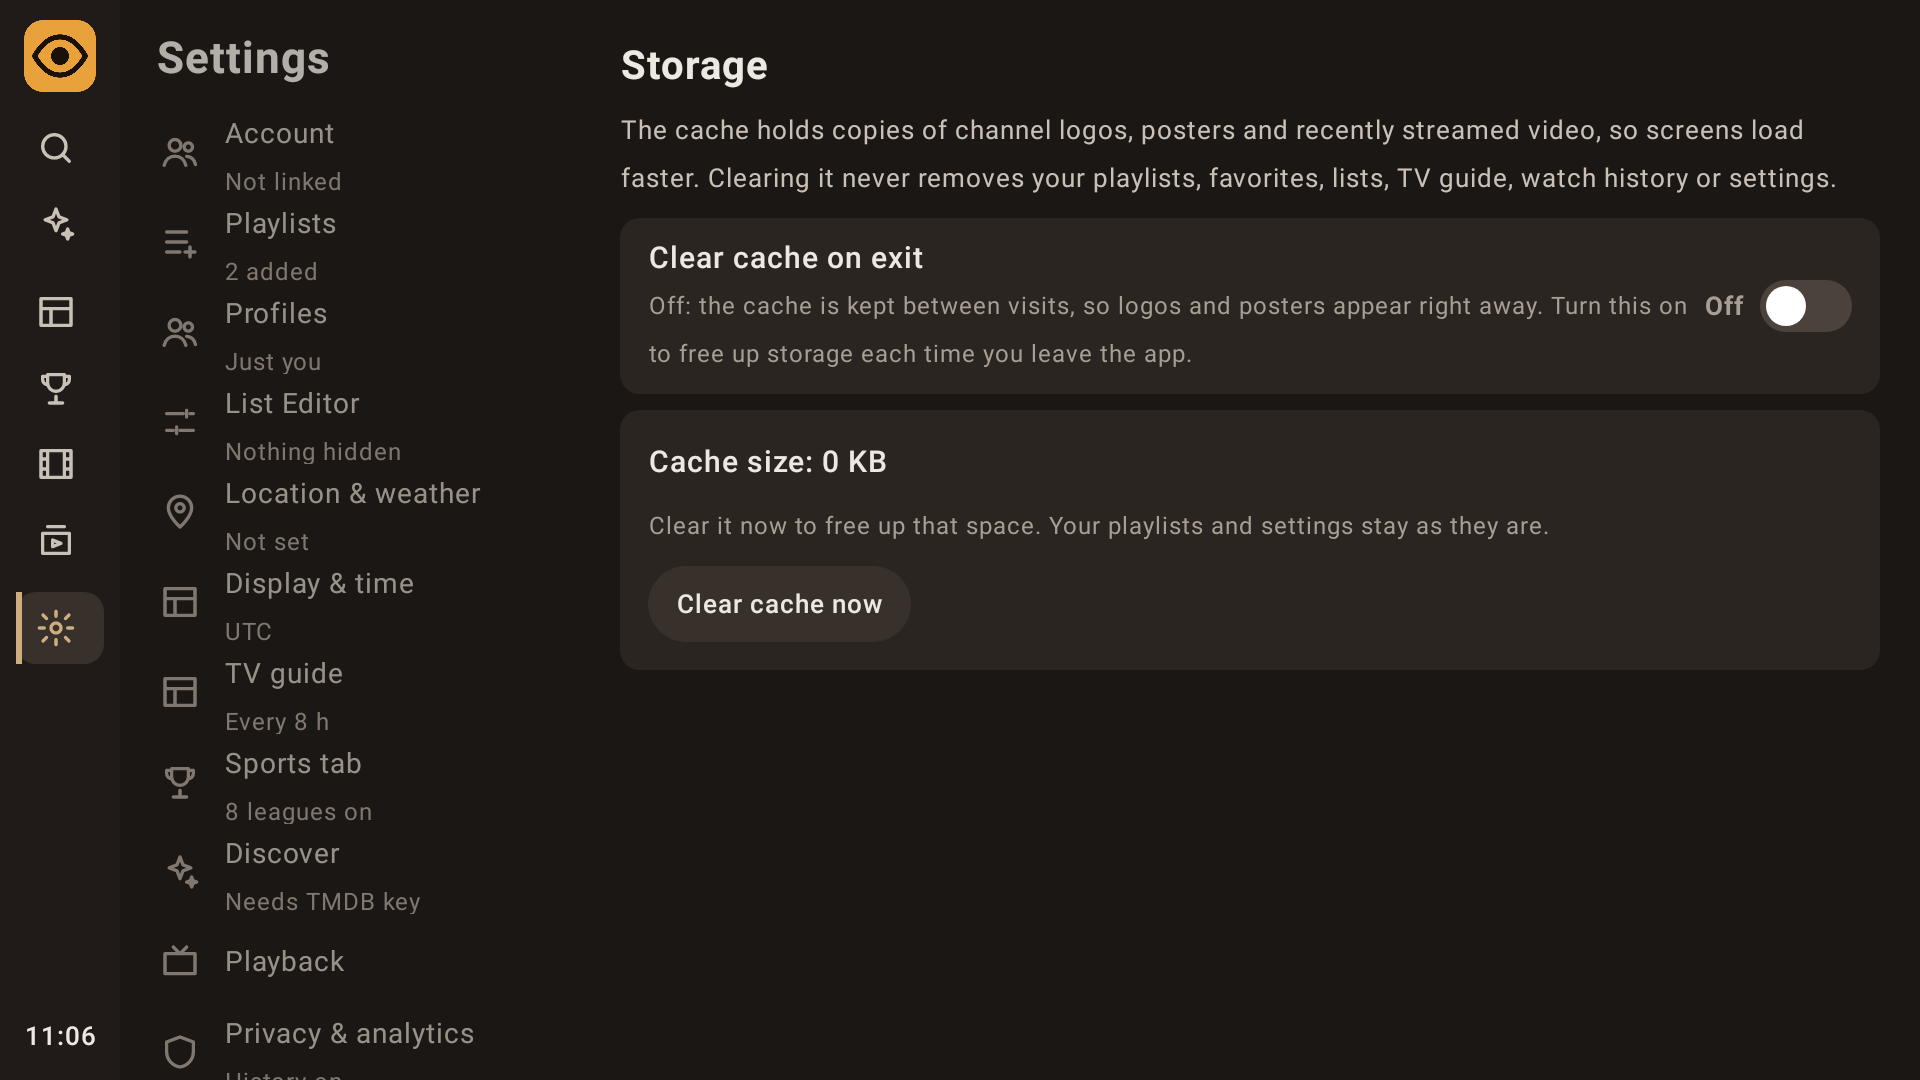 Settings
Account
Not linked
Playlists
2 added
Profiles
Just you
List Editor
Nothing hidden
Location & weather
Not set
Display & time
UTC
TV guide
Every 8 h
Sports tab
8 leagues on
Discover
Needs TMDB key
Playback
Privacy & analytics
History on
11:06
Storage
The cache holds copies of channel logos, posters and recently streamed video, so screens load
faster. Clearing it never removes your playlists, favorites, lists, TV guide, watch history or settings.
Clear cache on exit
Off: the cache is kept between visits, so logos and posters appear right away. Turn this on
to free up storage each time you leave the app.
Off
Cache size: 0 KB
Clear it now to free up that space. Your playlists and settings stay as they are.
Clear cache now